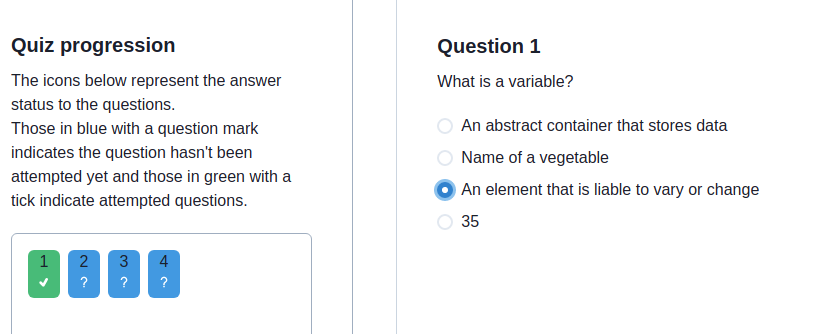 Quiz progression
The icons below represent the answer
status to the questions.
Those in blue with a question mark
indicates the question hasn't been
attempted yet and those in green with a
tick indicate attempted questions.
1 2 3 4
? ? ?
Question 1
What is a variable?
An abstract container that stores data
Name of a vegetable
An element that is liable to vary or change
35